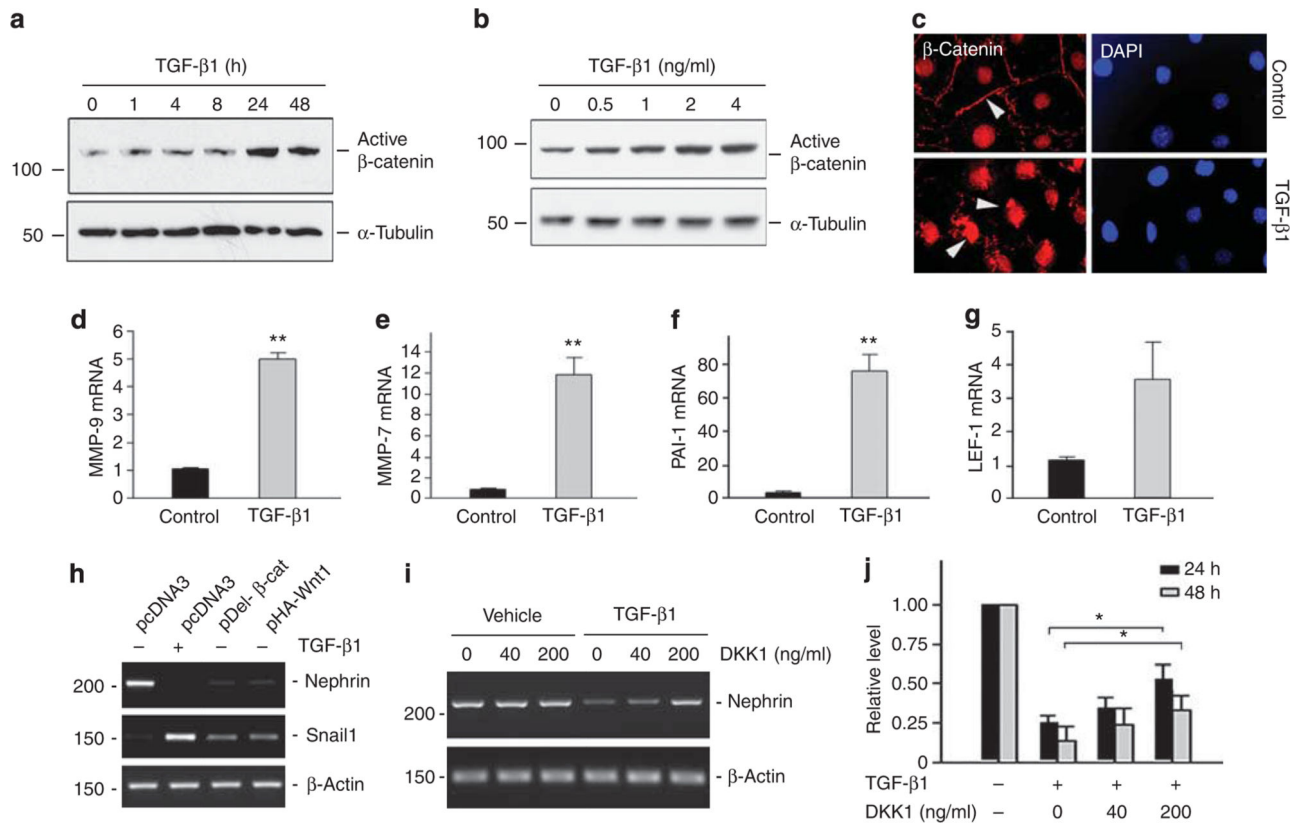 a
TGF-β1 (h)
0 1 4 8 24 48
100
Active
β-catenin
50
α-Tubulin
b
TGF-β1 (ng/ml)
0 0.5 1 2 4
100
Active
β-catenin
50
α-Tubulin
c
β-Catenin DAPI
Control
TGF-β1
d
MMP-9 mRNA
6
5
4
3
2
1
0
Control TGF-β1
**
e
MMP-7 mRNA
14
12
10
8
6
4
2
0
Control TGF-β1
**
f
PAI-1 mRNA
80
60
40
20
0
Control TGF-β1
**
g
LEF-1 mRNA
5
4
3
2
1
0
Control TGF-β1
h
pcDNA3 pcDNA3 pDel- β-cat pHA-Wnt1
– + – – TGF-β1
200 - - Nephrin
150 - - Snail1
150 - - β-Actin
i
Vehicle TGF-β1
0 40 200 0 40 200 DKK1 (ng/ml)
200 - - Nephrin
150 - - β-Actin
j
24 h
48 h
Relative level
1.00
0.75
0.50
0.25
0
*
*
TGF-β1 – + + +
DKK1 (ng/ml) – 0 40 200